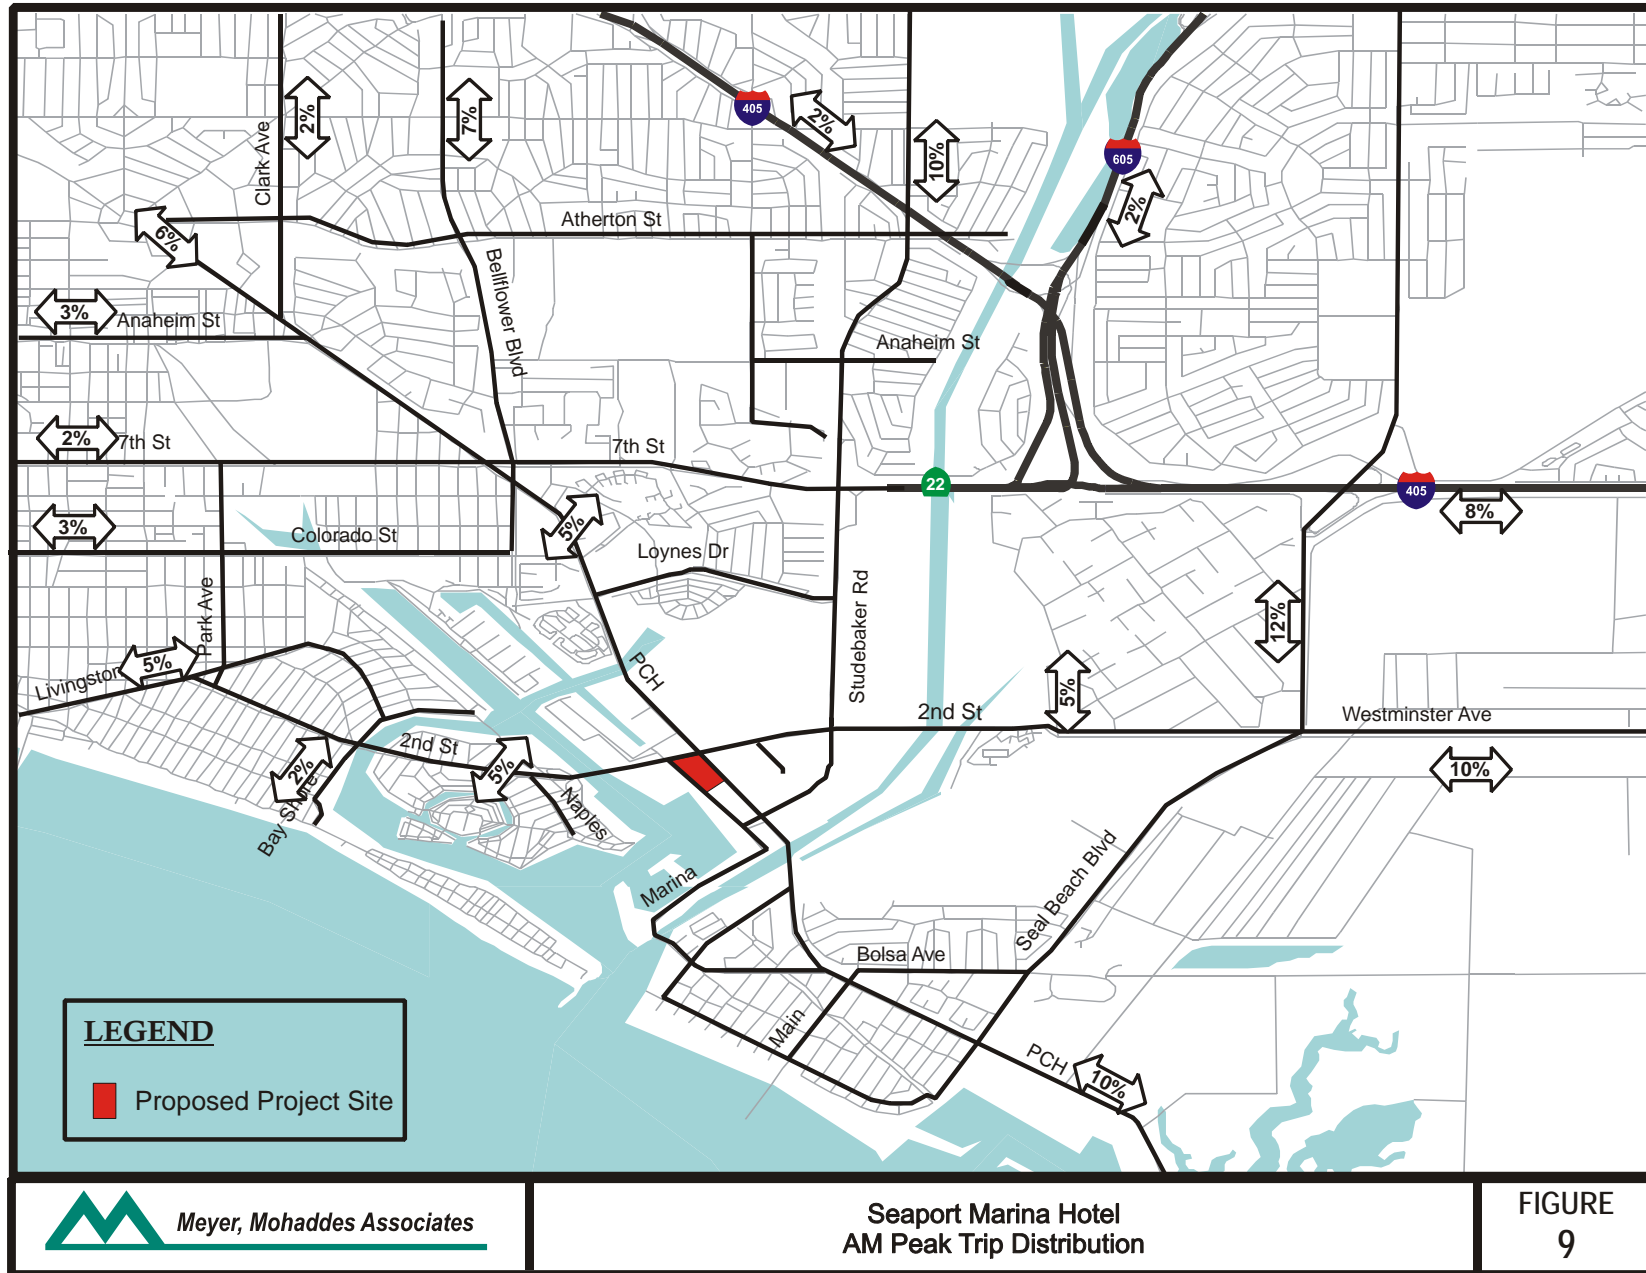 405
2%
2%
7%
10%
605
2%
Clark Ave
Atherton St
6%
Bellflower Blvd
3%
Anaheim St
Anaheim St
2%
7th St
7th St
22
405
8%
3%
Colorado St
5%
Loynes Dr
Park Ave
Studebaker Rd
12%
5%
Livingston
PCH
5%
2nd St
Westminster Ave
2nd St
2%
5%
10%
Bay Shore
Naples
Marina
Seal Beach Blvd
Bolsa Ave
Main
PCH
10%
LEGEND
Proposed Project Site
Meyer, Mohaddes Associates
Seaport Marina Hotel
AM Peak Trip Distribution
FIGURE
9